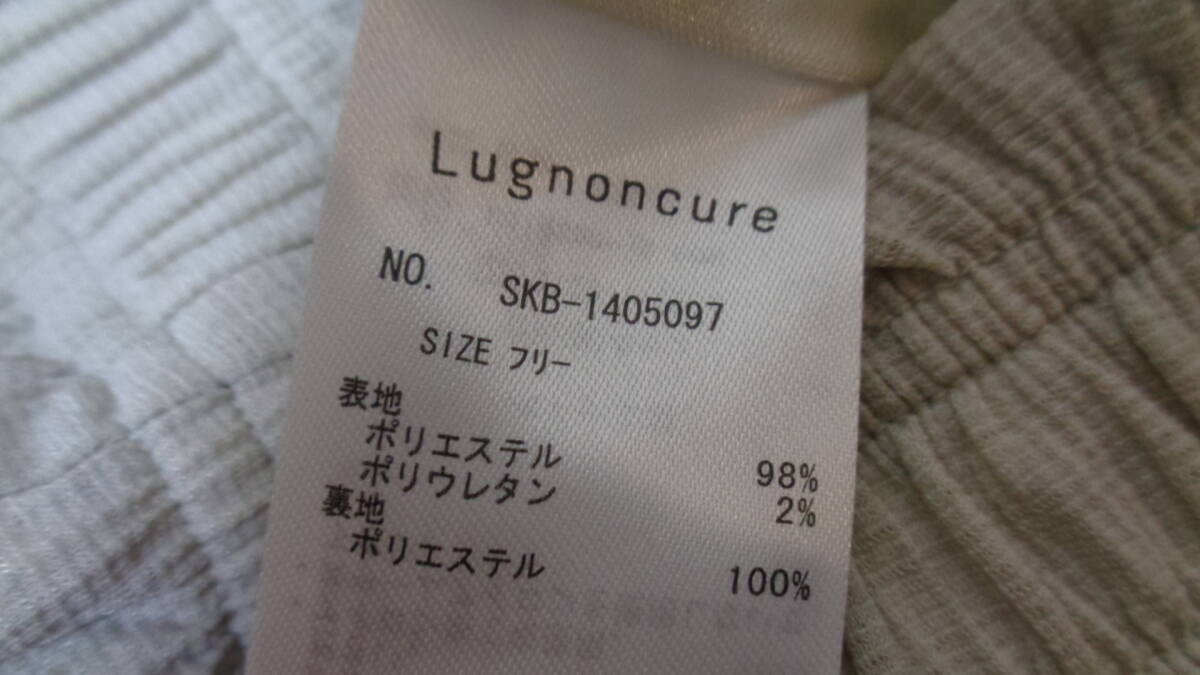 Lugnoncure
NO. SKB-1405097
SIZE フリー
表地
ポリエステル 98%
ポリウレタン 2%
裏地
ポリエステル 100%